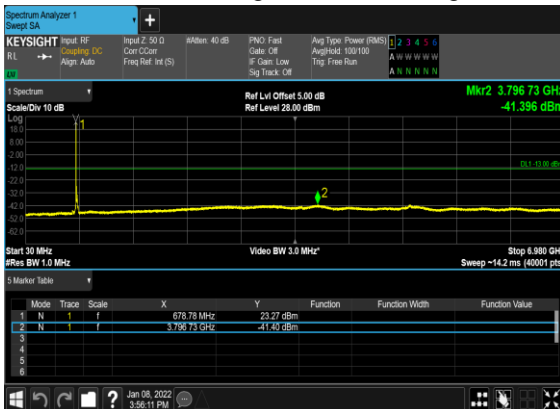 Spectrum Analyzer 1
Swept SA
KEYSIGHT Input: RF Input Z: 50 Ω #Atten: 40 dB PNO: Fast Avg Type: Power (RMS) 1 2 3 4 5 6
RL Coupling: DC Corr CCorr Gate: Off Avg|Hold: 100/100 A W W W W W
Align: Auto Freq Ref: Int (S) IF Gain: Low Trig: Free Run
Sig Track: Off A N N N N N
1 Spectrum Ref Lvl Offset 5.00 dB Mkr2 3.796 73 GHz
Scale/Div 10 dB Ref Level 28.00 dBm -41.396 dBm
Log
18.0
8.00
-2.00
-12.0 DL1 -13.00 dBm
-22.0
-32.0
-42.0
-52.0
-62.0
1
2
Start 30 MHz Video BW 3.0 MHz* Stop 6.980 GHz
#Res BW 1.0 MHz Sweep ~14.2 ms (40001 pts)
5 Marker Table
Mode Trace Scale X Y Function Function Width Function Value
1 N 1 f 678.78 MHz 23.27 dBm
2 N 1 f 3.796 73 GHz -41.40 dBm
3
4
5
6
? Jan 08, 2022
3:56:11 PM